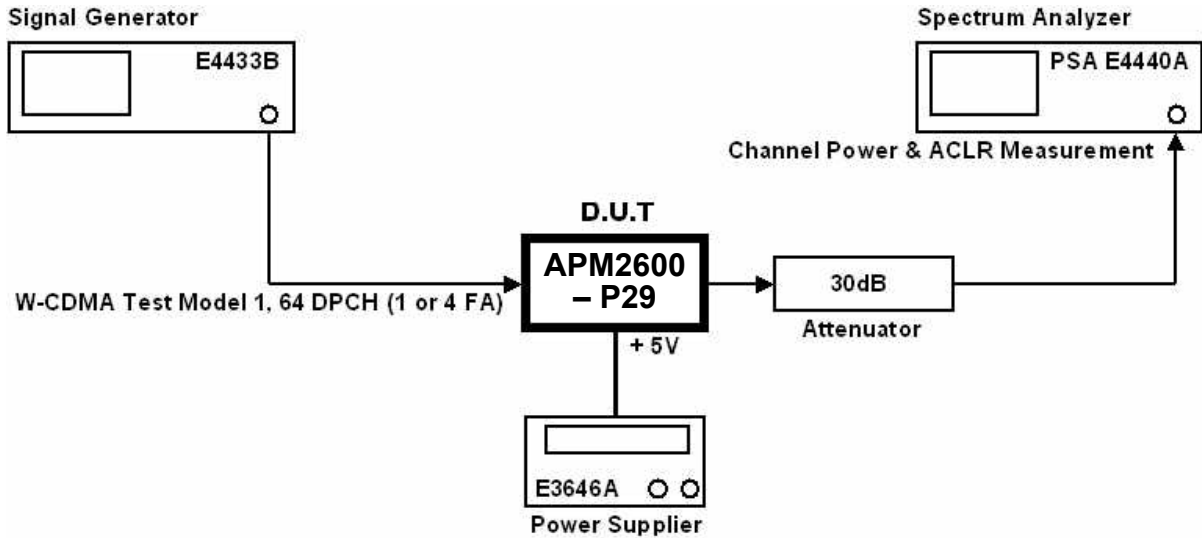 Signal Generator
E4433B
Spectrum Analyzer
PSA E4440A
Channel Power & ACLR Measurement
D.U.T
APM2600
– P29
W-CDMA Test Model 1, 64 DPCH (1 or 4 FA)
30dB
Attenuator
+ 5V
E3646A
Power Supplier